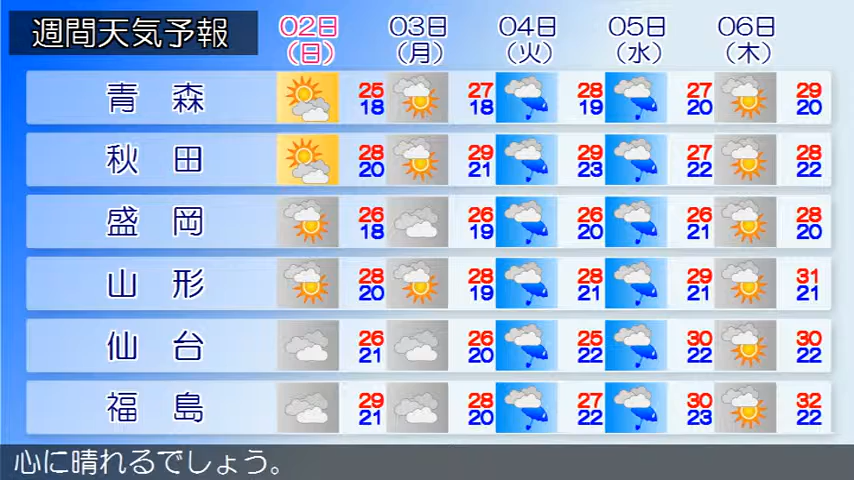 週間天気予報
02日 03日 04日 05日 06日
(日) (月) (火) (水) (木)
青森 25 27 28 27 29
18 18 19 20 20
秋田 28 29 29 27 28
20 21 23 22 22
盛岡 26 26 26 26 28
18 19 20 21 20
山形 28 28 28 29 31
20 19 21 21 21
仙台 26 26 25 30 30
21 20 22 22 22
福島 29 28 27 30 32
21 20 22 23 22
心に晴れるでしょう。